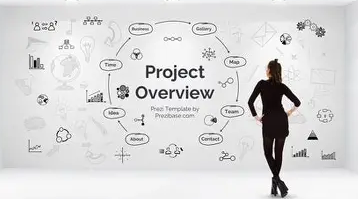 Business
Gallery
Time
Map
Project
Overview
Prezi Template by
Prezibase.com
Idea
Team
About
Contact